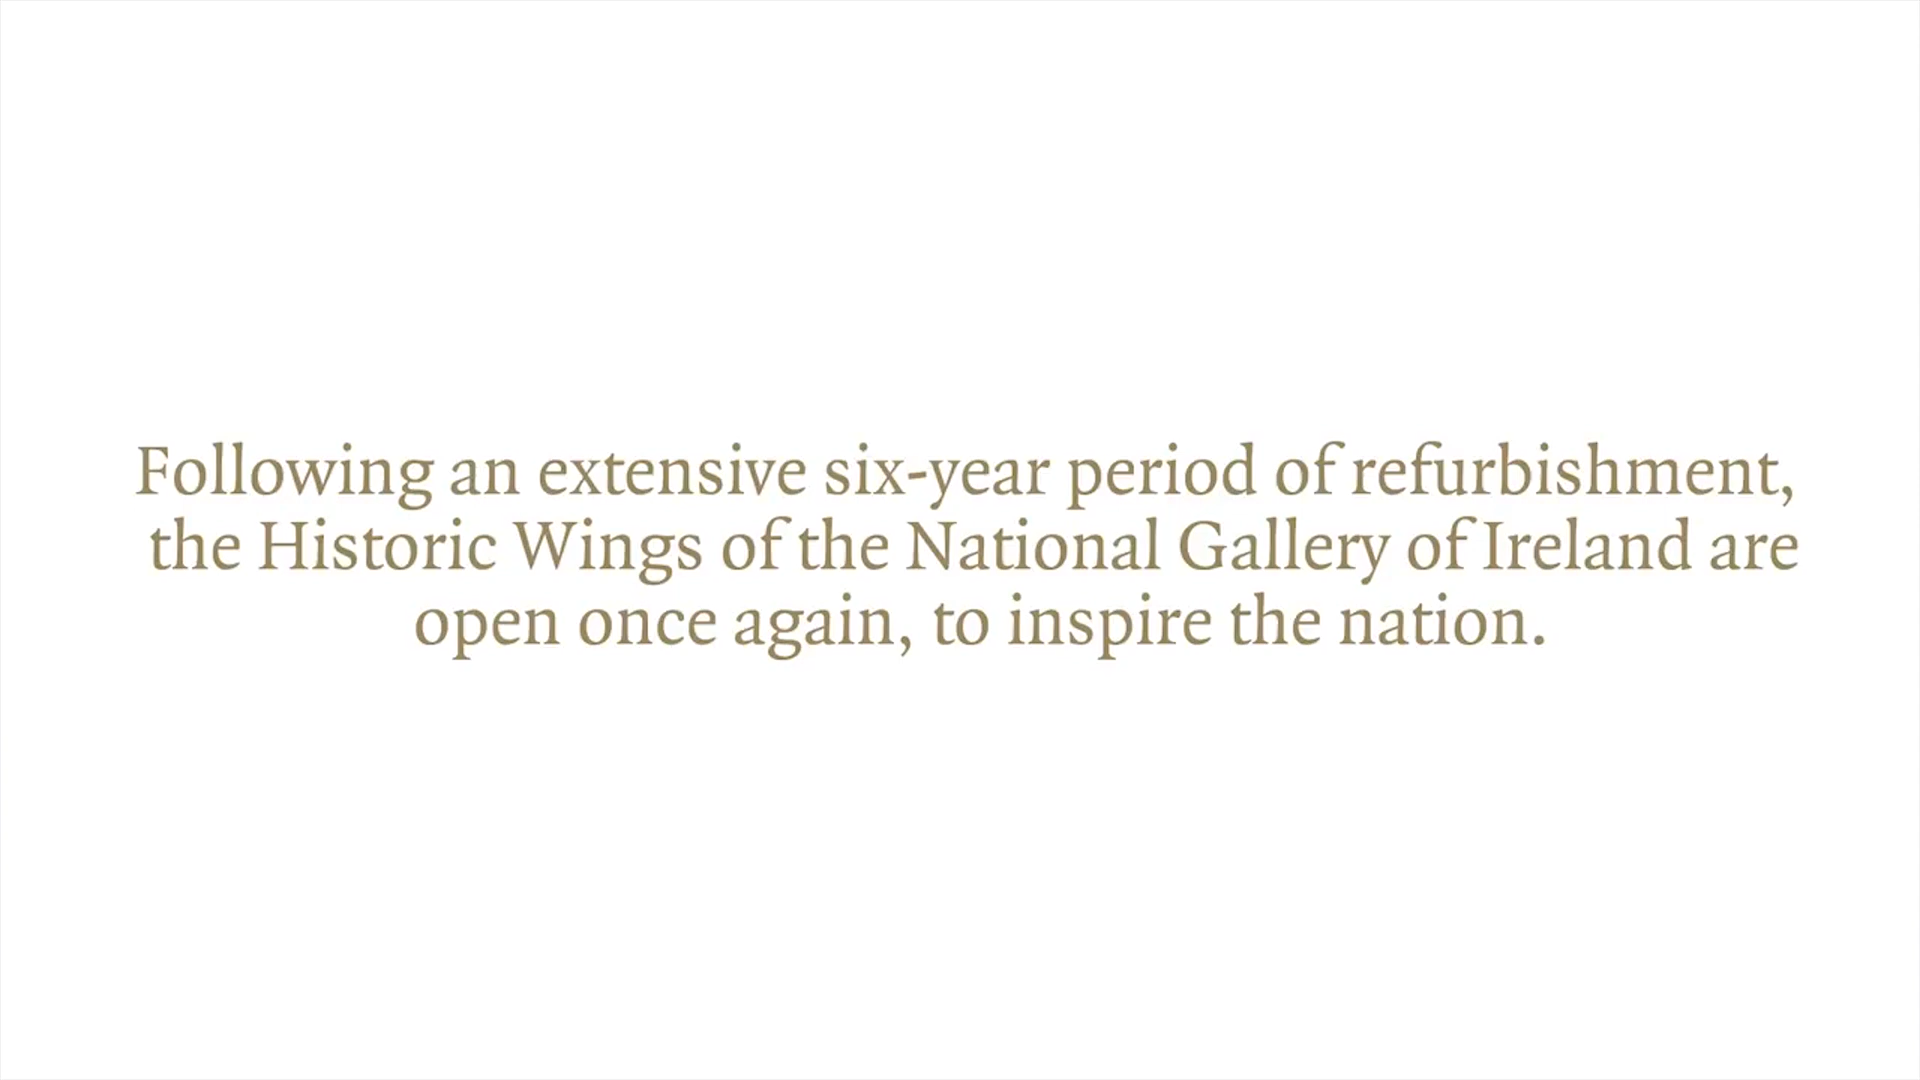 Following an extensive six-year period of refurbishment,
the Historic Wings of the National Gallery of Ireland are
open once again, to inspire the nation.